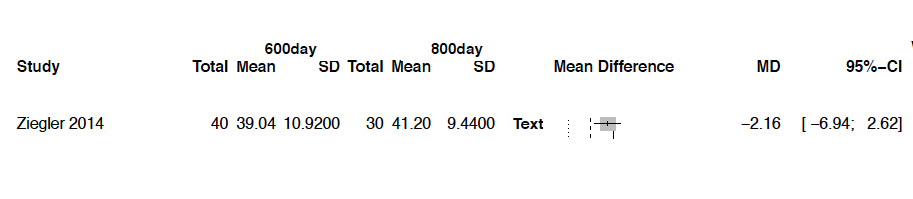 600day 800day
Study Total Mean SD Total Mean SD Mean Difference MD 95%−CI
Ziegler 2014 40 39.04 10.9200 30 41.20 9.4400 Text −2.16 [ −6.94; 2.62]